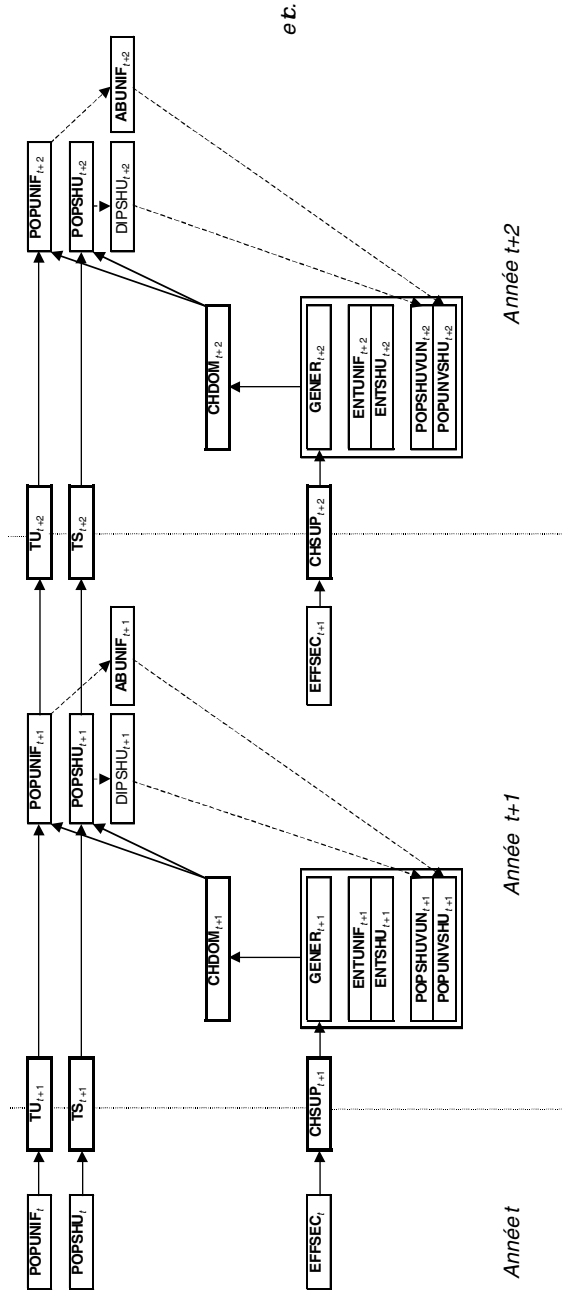 POPUNIFt
TUt+1
POPUNIFt+1
TUt+2
POPUNIFt+2
POPSHUt
TSt+1
POPSHUt+1
TSt+2
POPSHUt+2
DIPSHUt+1
ABUNIFt+1
DIPSHUt+2
ABUNIFt+2
CHDOMt+1
CHDOMt+2
etc.
EFFSECt
CHSUPt+1
GENERt+1
EFFSECt+1
CHSUPt+2
GENERt+2
ENTUNIFt+1
ENTSHUt+1
ENTUNIFt+2
ENTSHUt+2
POPSHUVUNt+1
POPUNVSHUt+1
POPSHUVUNt+2
POPUNVSHUt+2
Année t
Année t+1
Année t+2